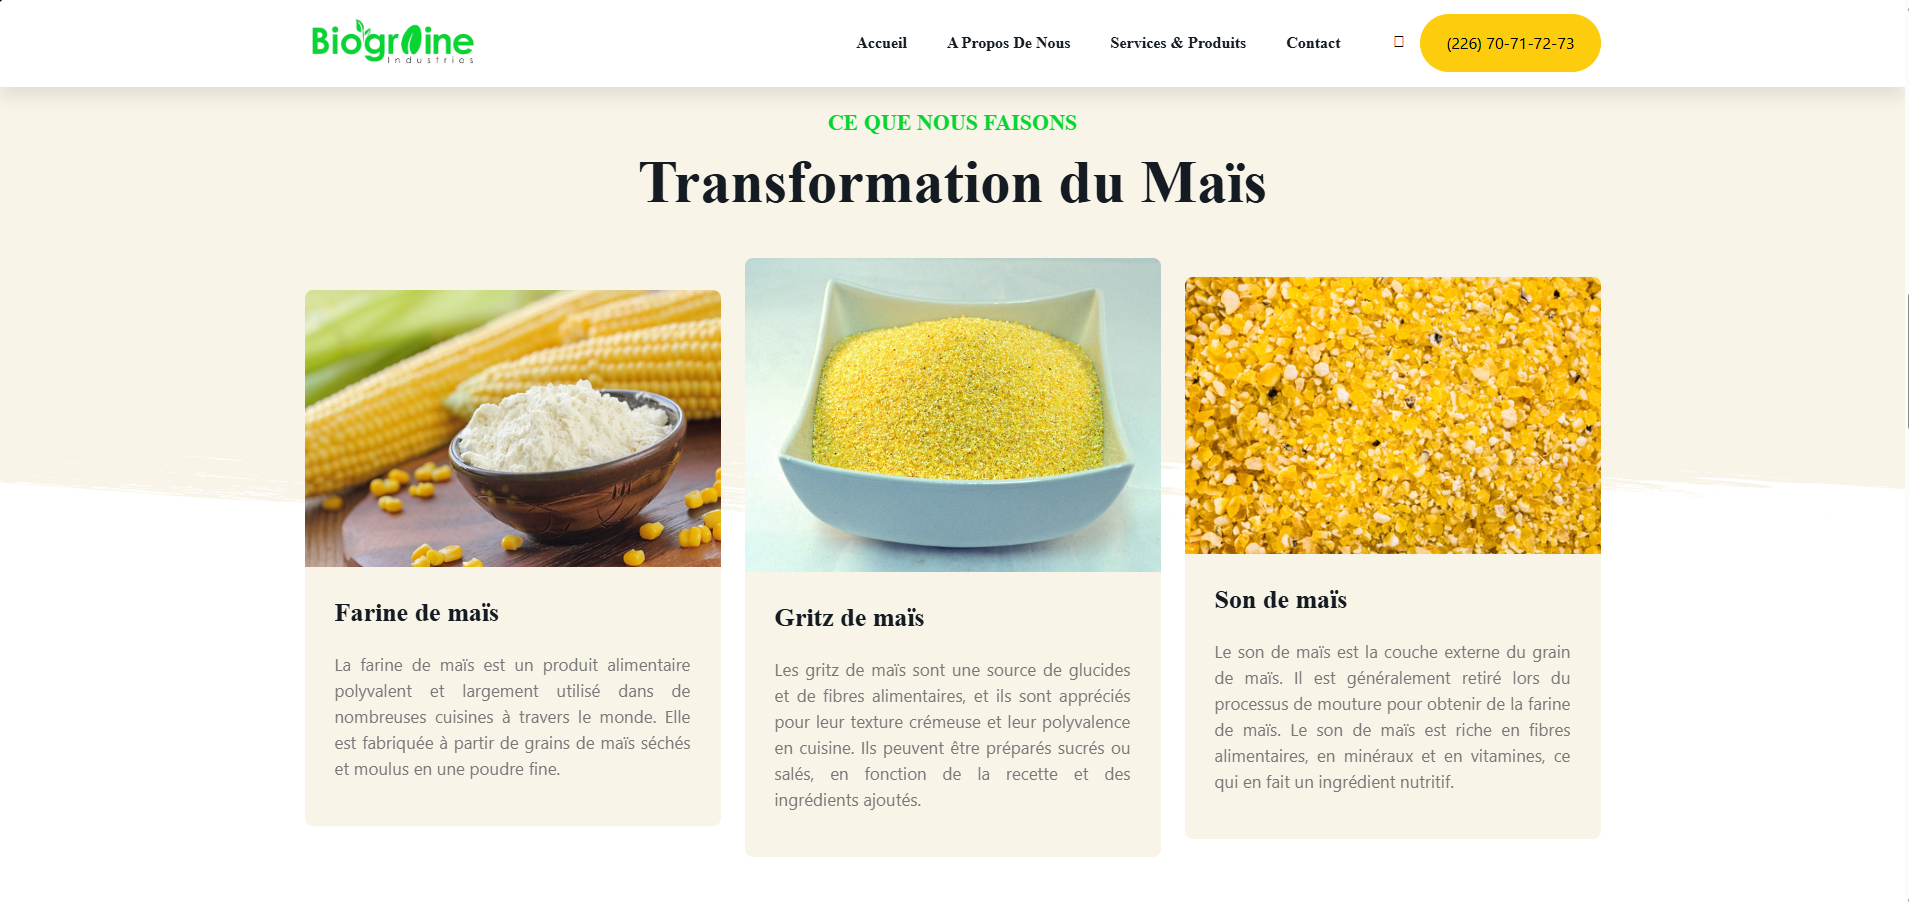 Biograine
Industries
Accueil
A Propos De Nous
Services & Produits
Contact
(226) 70-71-72-73
CE QUE NOUS FAISONS
Transformation du Maïs
Farine de maïs
La farine de maïs est un produit alimentaire
polyvalent et largement utilisé dans de
nombreuses cuisines à travers le monde. Elle
est fabriquée à partir de grains de maïs séchés
et moulus en une poudre fine.
Gritz de maïs
Les gritz de maïs sont une source de glucides
et de fibres alimentaires, et ils sont appréciés
pour leur texture crémeuse et leur polyvalence
en cuisine. Ils peuvent être préparés sucrés ou
salés, en fonction de la recette et des
ingrédients ajoutés.
Son de maïs
Le son de maïs est la couche externe du grain
de maïs. Il est généralement retiré lors du
processus de mouture pour obtenir de la farine
de maïs. Le son de maïs est riche en fibres
alimentaires, en minéraux et en vitamines, ce
qui en fait un ingrédient nutritif.